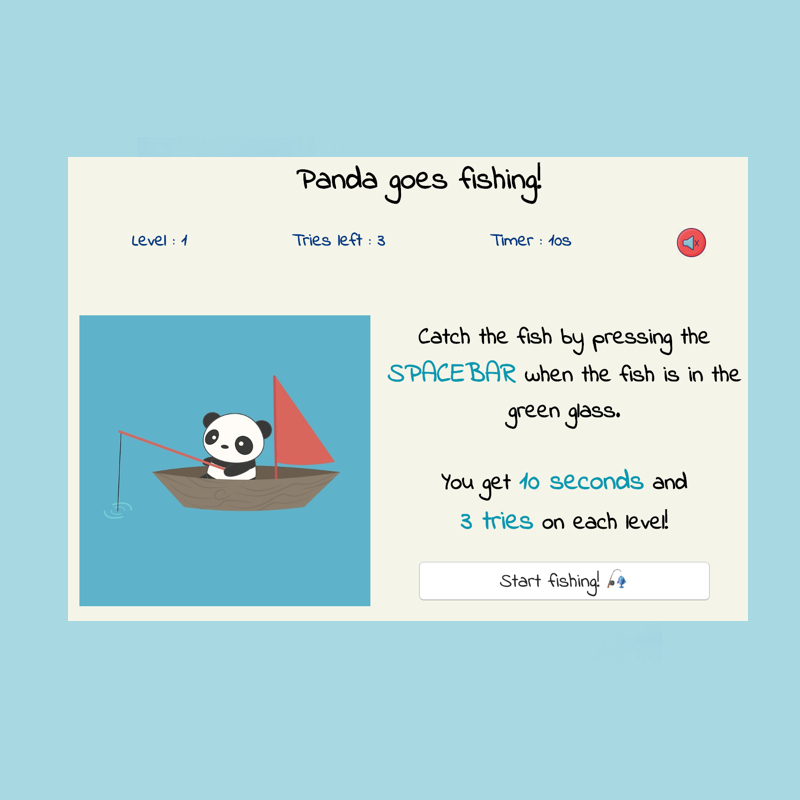 Panda goes fishing!
Level : 1
Tries left : 3
Timer : 10s
Catch the fish by pressing the
SPACEBAR when the fish is in the
green glass.
You get 10 seconds and
3 tries on each level!
Start fishing! 🎣